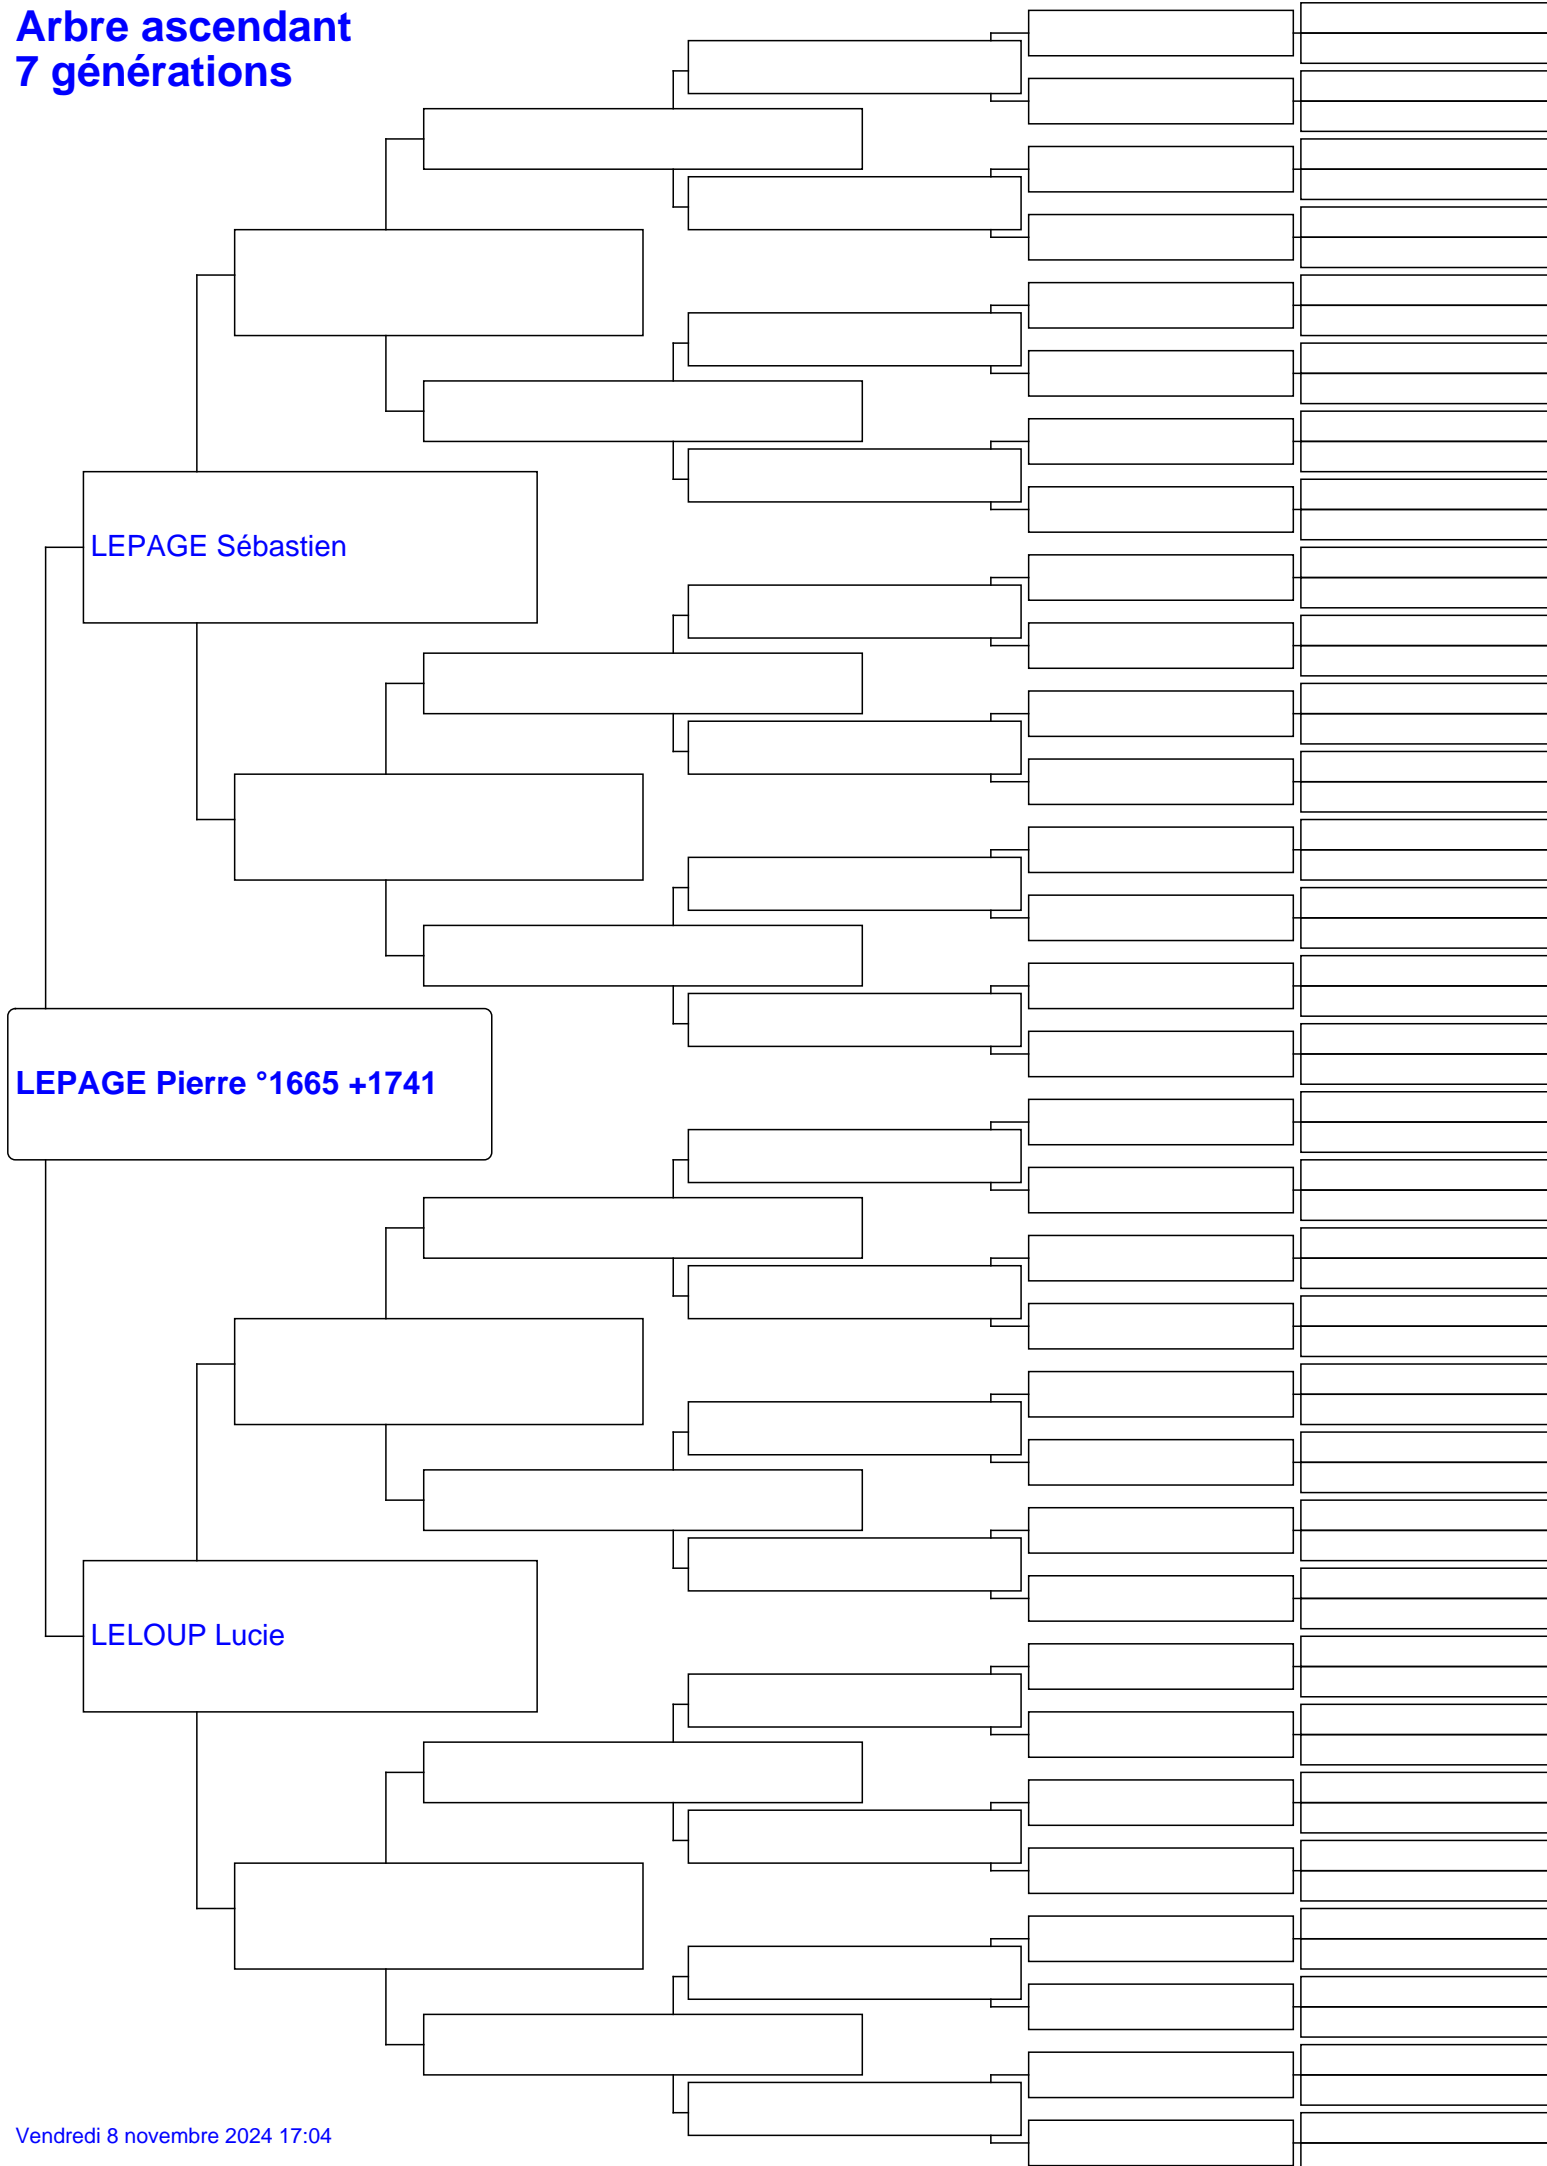 Arbre ascendant
7 générations
LEPAGE Sébastien
LEPAGE Pierre °1665 +1741
LELOUP Lucie
Vendredi 8 novembre 2024 17:04